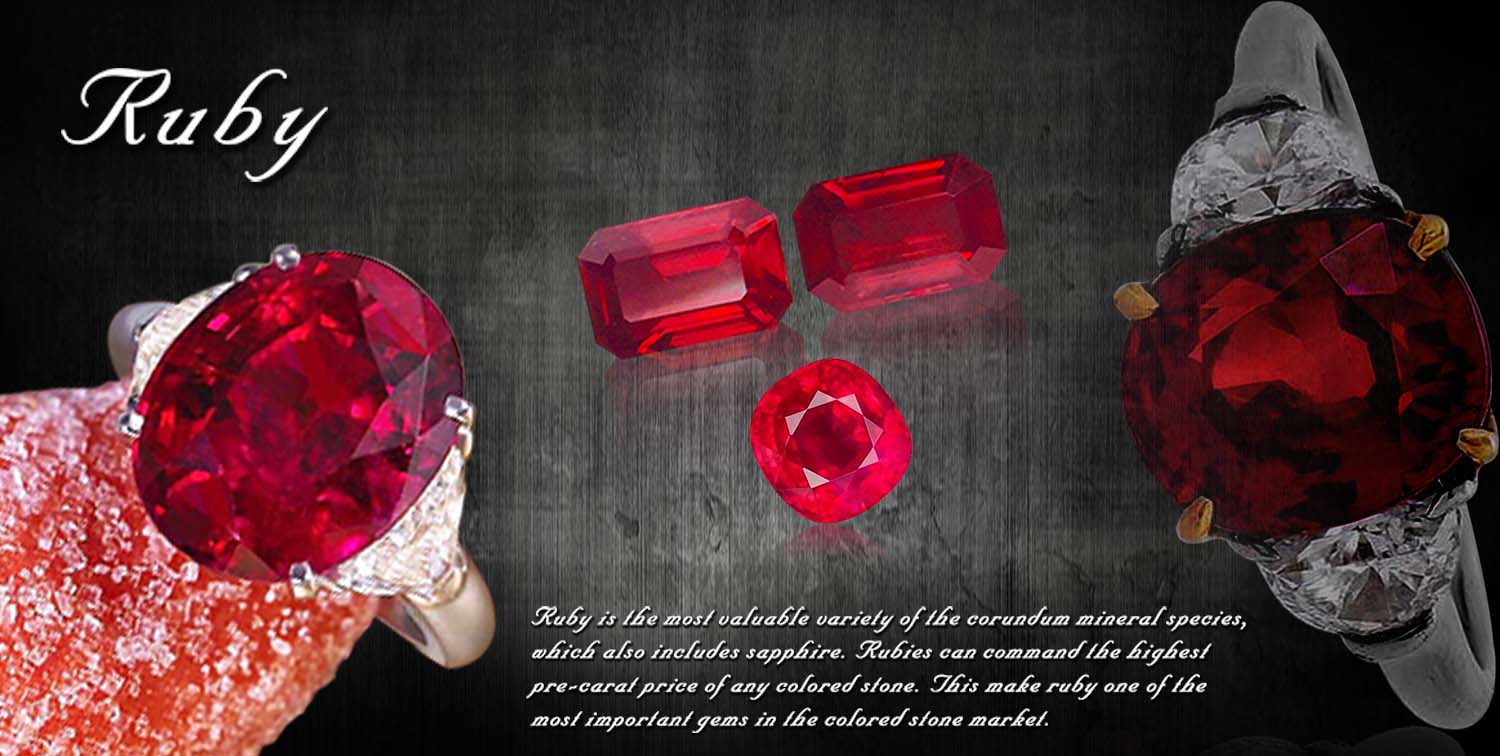 Ruby
Ruby is the most valuable variety of the corundum mineral species,
which also includes sapphire. Rubies can command the highest
pre-carat price of any colored stone. This make ruby one of the
most important gems in the colored stone market.